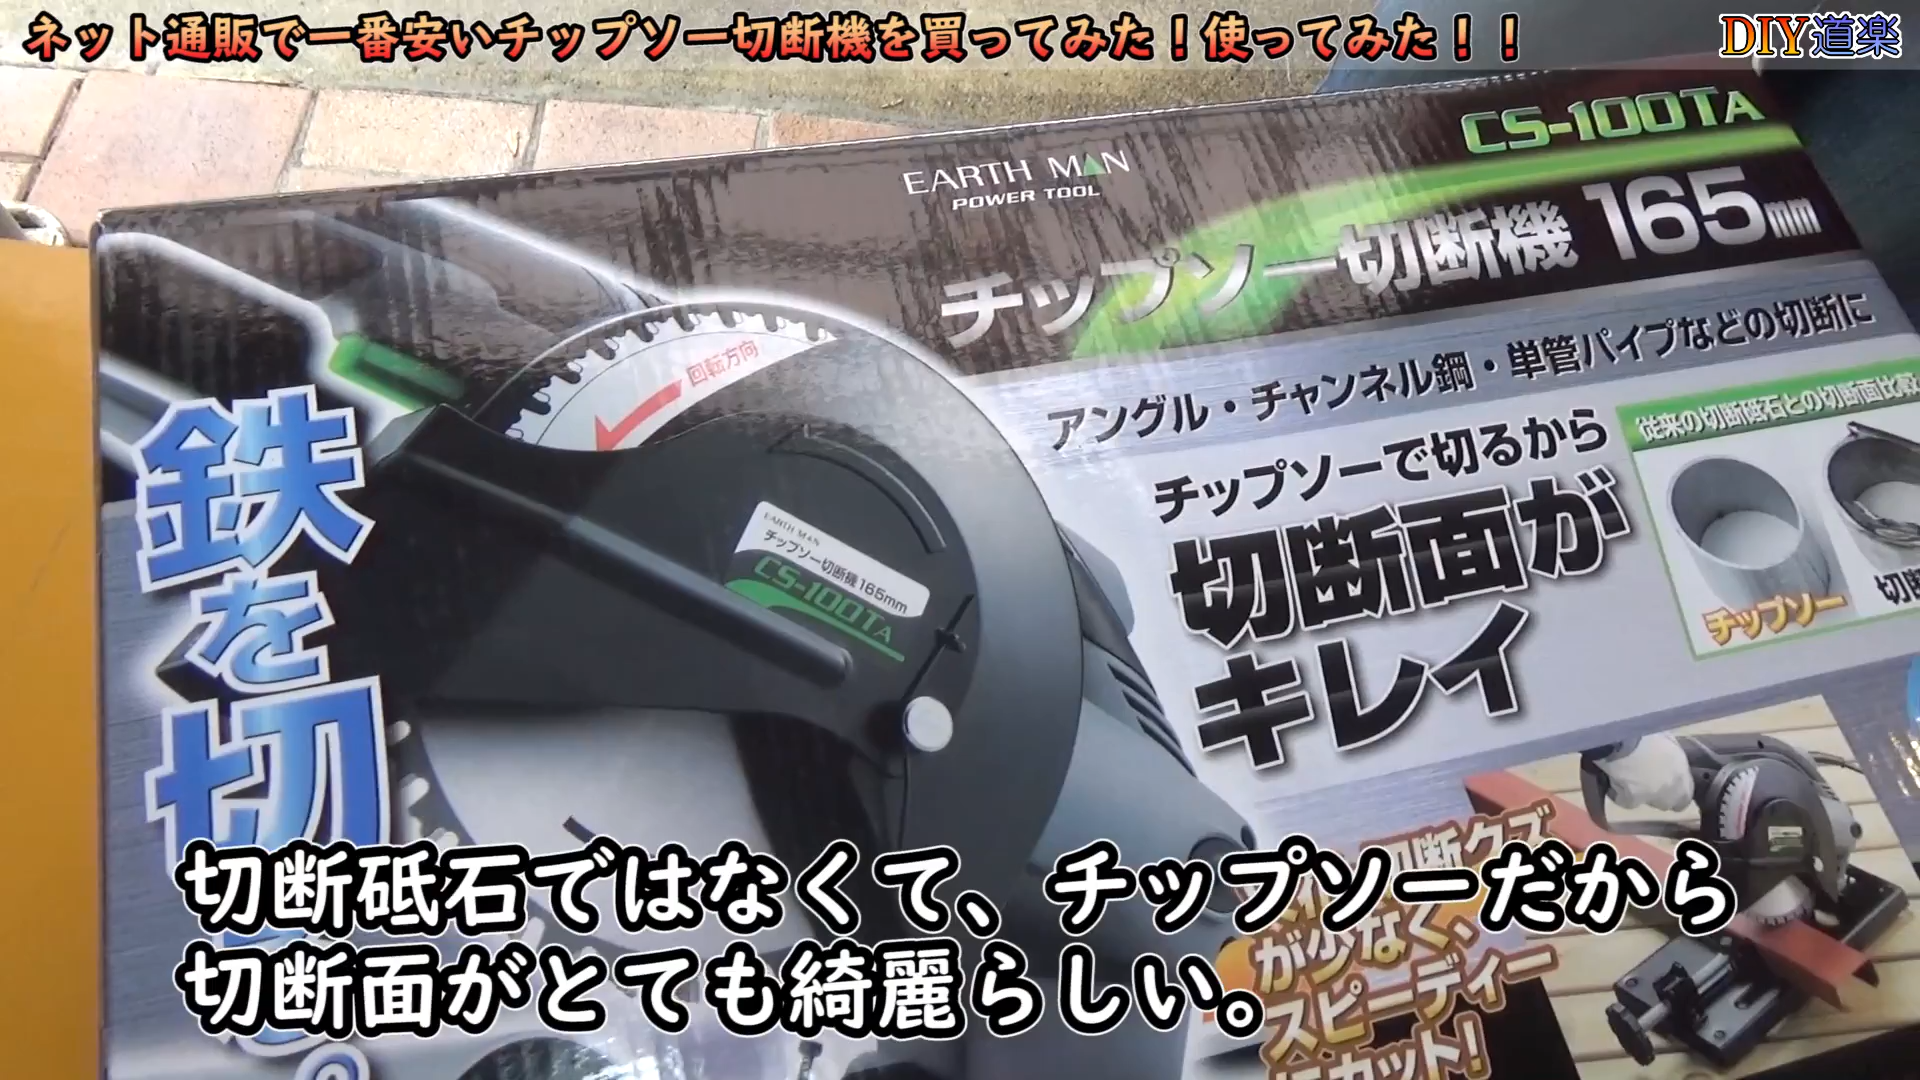 ネット通販で一番安いチップソー切断機を買ってみた！使ってみた！！
DIY道楽
CS-100TA
EARTH MAN
POWER TOOL
チップソー切断機 165mm
アングル・チャンネル鋼・単管パイプなどの切断に
従来の切断砥石との切断面比較
回転方向
チップソーで切るから
切断面が
キレイ
チップソー
切断
鉄を切
EARTH MAN
チップソー切断機165mm
CS-100TA
切断クズ
が少なく、
スピーディー
にカット!
切断砥石ではなくて、チップソーだから
切断面がとても綺麗らしい。